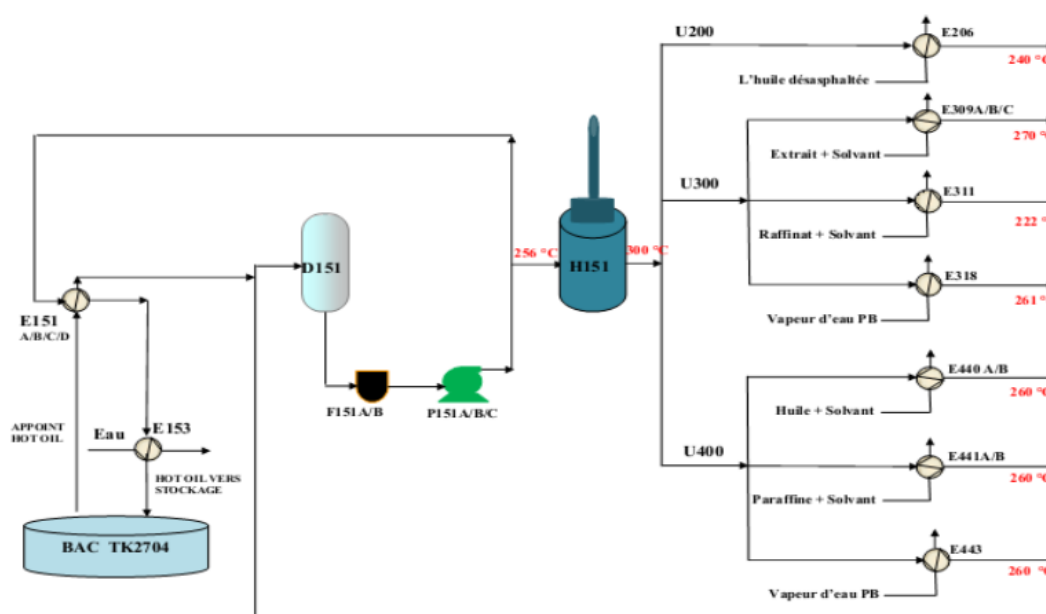 U200
E206
240 °C
L'huile désasphaltée
E309A/B/C
270 °C
Extrait + Solvant
U300
E311
222 °
Raffinat + Solvant
D151
256 °C
H151
300 °C
E318
261 °
Vapeur d'eau PB
E151
A/B/C/D
F151A/B
P151A/B/C
E440 A/B
260 °C
Huile + Solvant
APPOINT
HOT OIL
Eau
E153
U400
E441A/B
260 °C
HOT OIL VERS
STOCKAGE
Paraffine + Solvant
BAC TK2704
E443
260 °C
Vapeur d'eau PB